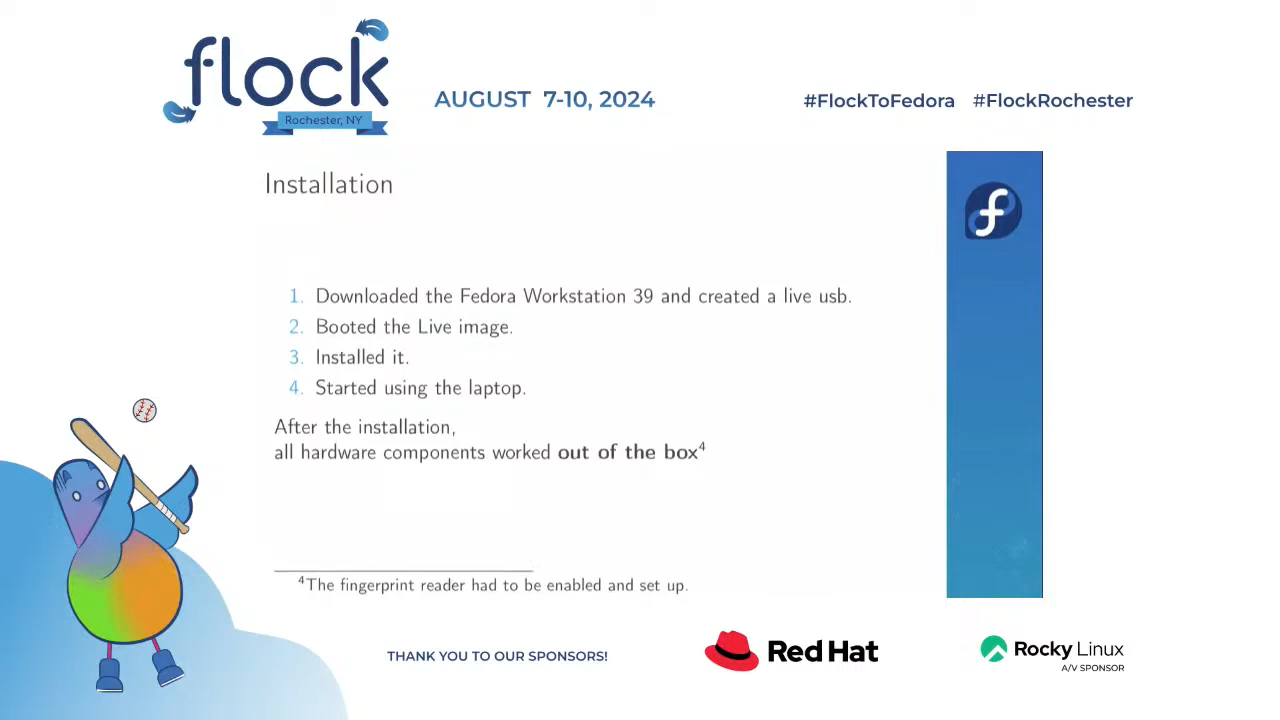 flock
Rochester, NY
AUGUST 7-10, 2024
#FlockToFedora #FlockRochester
Installation
1. Downloaded the Fedora Workstation 39 and created a live usb.
2. Booted the Live image.
3. Installed it.
4. Started using the laptop.
After the installation,
all hardware components worked out of the box⁴
⁴The fingerprint reader had to be enabled and set up.
THANK YOU TO OUR SPONSORS!
Red Hat
Rocky Linux
A/V SPONSOR